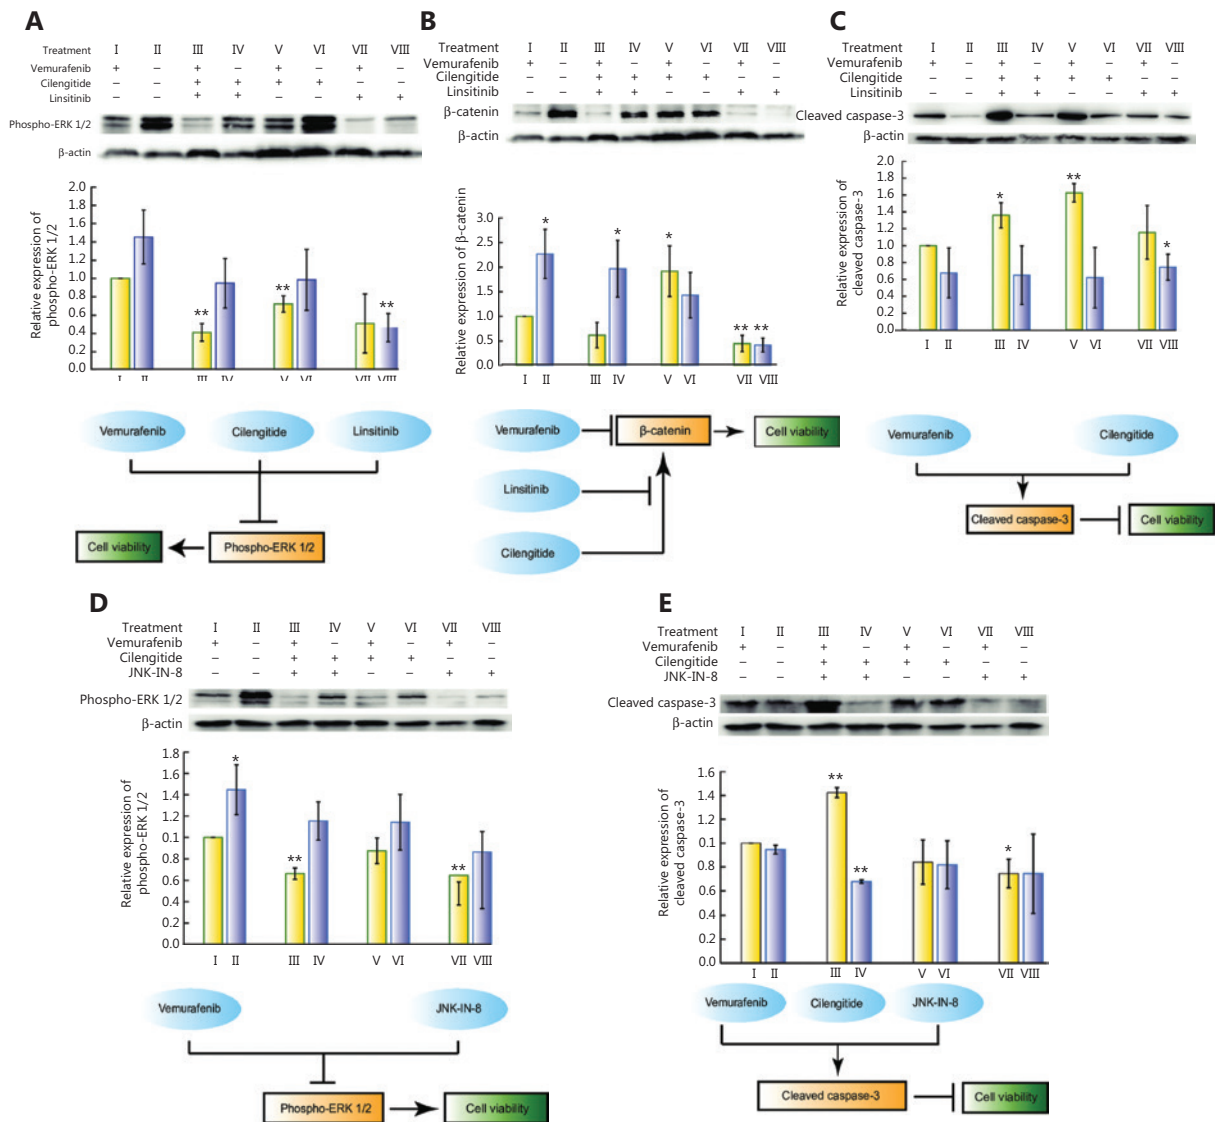 A
Treatment I II III IV V VI VII VIII
Vemurafenib + – + – + – + –
Cilengitide – – + + + + – –
Linsitinib – – + + – – + +
Phospho-ERK 1/2
β-actin
Relative expression of
phospho-ERK 1/2
2.0
1.8
1.6
1.4
1.2
1.0
0.8
0.6
0.4
0.2
0.0
** ** **
I II III IV V VI VII VIII
Vemurafenib Cilengitide Linsitinib
Cell viability Phospho-ERK 1/2
B
Treatment I II III IV V VI VII VIII
Vemurafenib + – + – + – + –
Cilengitide – – + + + + – –
Linsitinib – – + + – – + +
β-catenin
β-actin
Relative expression of β-catenin
3.0
2.5
2.0
1.5
1.0
0.5
0.0
* * * ** **
I II III IV V VI VII VIII
Vemurafenib β-catenin Cell viability
Linsitinib
Cilengitide
C
Treatment I II III IV V VI VII VIII
Vemurafenib + – + – + – + –
Cilengitide – – + + + + – –
Linsitinib – – + + – – + +
Cleaved caspase-3
β-actin
Relative expression of
cleaved caspase-3
2.0
1.8
1.6
1.4
1.2
1.0
0.8
0.6
0.4
0.2
0.0
* ** *
I II III IV V VI VII VIII
Vemurafenib Cilengitide
Cleaved caspase-3 Cell viability
D
Treatment I II III IV V VI VII VIII
Vemurafenib + – + – + – + –
Cilengitide – – + + + + – –
JNK-IN-8 – – + + – – + +
Phospho-ERK 1/2
β-actin
Relative expression of
phospho-ERK 1/2
1.8
1.6
1.4
1.2
0.1
0.8
0.6
0.4
0.2
0.0
* ** **
I II III IV V VI VII VIII
Vemurafenib JNK-IN-8
Phospho-ERK 1/2 Cell viability
E
Treatment I II III IV V VI VII VIII
Vemurafenib + – + – + – + –
Cilengitide – – + + + + – –
JNK-IN-8 – – + + – – + +
Cleaved caspase-3
β-actin
Relative expression of
cleaved caspase-3
1.6
1.4
1.2
0.1
0.8
0.6
0.4
0.2
0.0
** ** *
I II III IV V VI VII VIII
Vemurafenib Cilengitide JNK-IN-8
Cleaved caspase-3 Cell viability